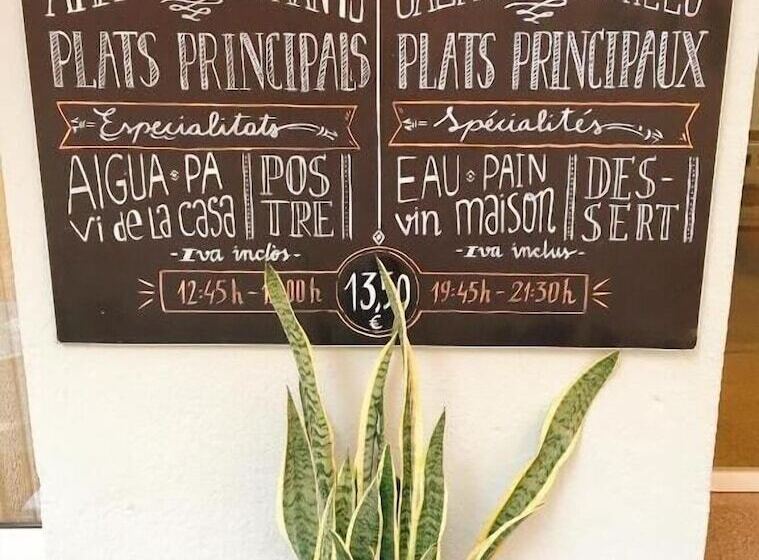 PLATS PRINCIPALS
Especialitats
AIGUA · PA
vi de LA CASA
POS
TRE
-Iva inclòs-
PLATS PRINCIPAUX
Spécialités
EAU · PAIN
vin maison
DES-
SERT
-Iva inclus-
12:45h -
13,50
€
19:45h - 21:30h